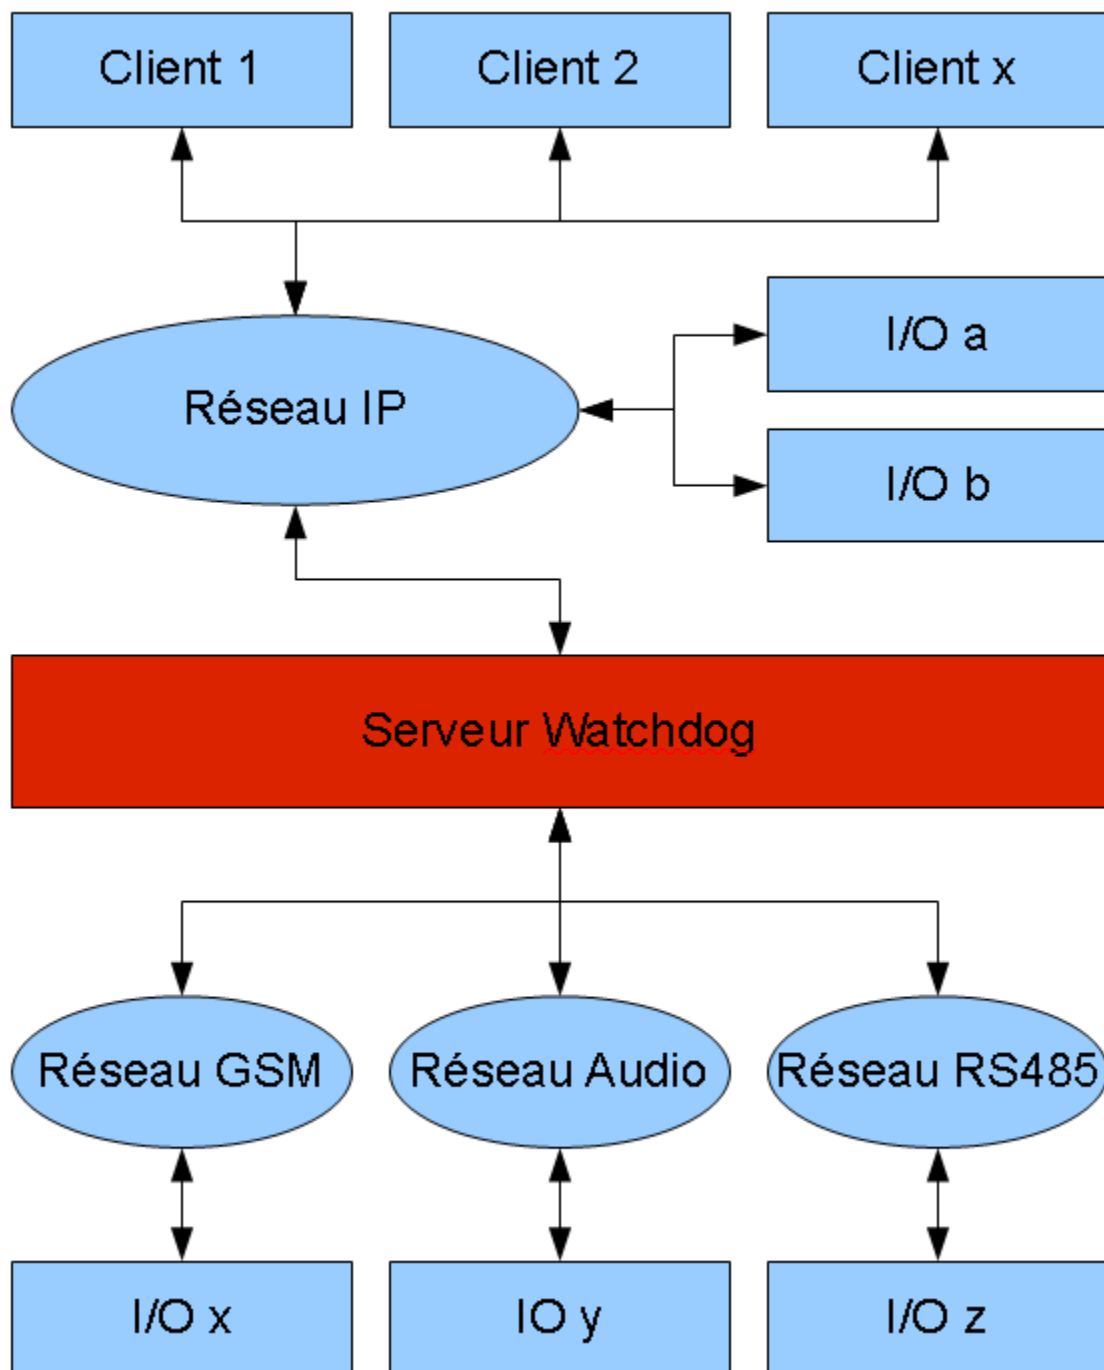 Client 1
Client 2
Client x
Réseau IP
I/O a
I/O b
Serveur Watchdog
Réseau GSM
Réseau Audio
Réseau RS485
I/O x
IO y
I/O z